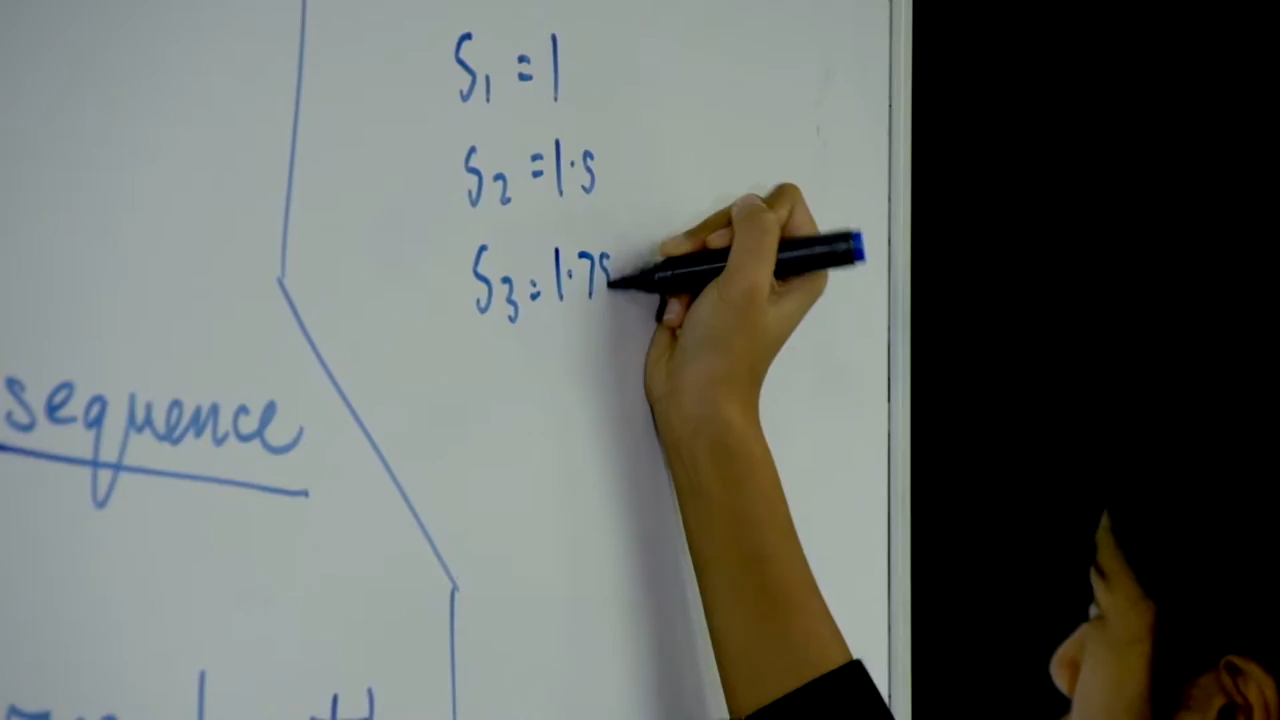 S₁ = 1
S₂ = 1.5
S₃ = 1.75
sequence